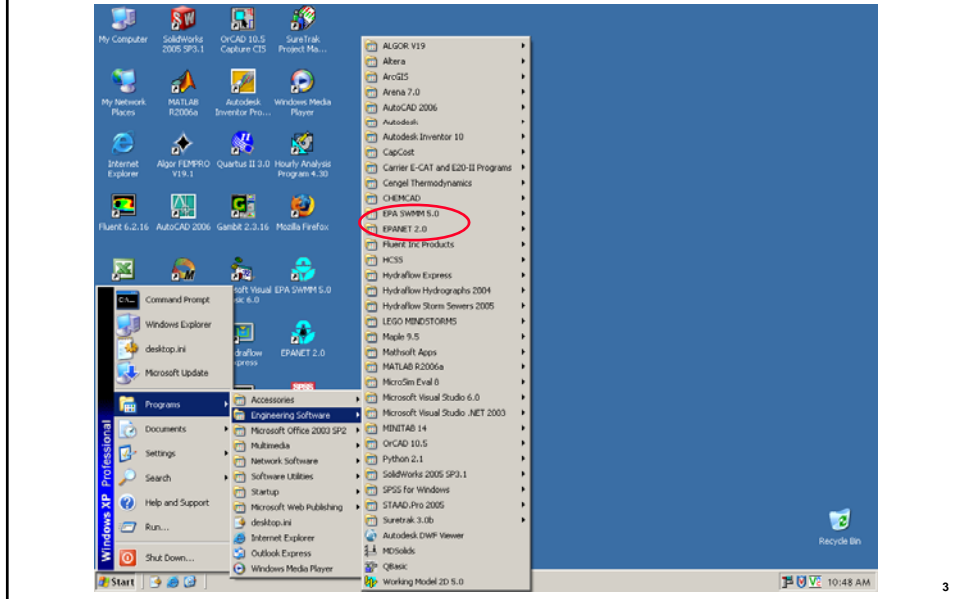 My Computer
SolidWorks
2005 SP3.1
OrCAD 10.5
Capture CIS
SureTrak
Project Ma...
My Network
Places
MATLAB
R2006a
Autodesk
Inventor Pro...
Windows Media
Player
Internet
Explorer
Algor FEMPRO
V19.1
Quartus II 3.0
Hourly Analysis
Program 4.30
Fluent 6.2.16
AutoCAD 2006
Gambit 2.3.16
Mozilla Firefox
soft Visual
sic 6.0
EPA SWMM 5.0
draflow
press
EPANET 2.0
SPSS
Command Prompt
Windows Explorer
desktop.ini
Microsoft Update
Programs
Documents
Settings
Search
Help and Support
Run...
Shut Down...
Windows XP Professional
Accessories
Engineering Software
Microsoft Office 2003 SP2
Multimedia
Network Software
Software Utilities
Startup
Microsoft Web Publishing
desktop.ini
Internet Explorer
Outlook Express
Windows Media Player
ALGOR V19
Altera
ArcGIS
Arena 7.0
AutoCAD 2006
Autodesk
Autodesk Inventor 10
CapCost
Carrier E-CAT and E20-II Programs
Cengel Thermodynamics
CHEMCAD
EPA SWMM 5.0
EPANET 2.0
Fluent Inc Products
HCSS
Hydraflow Express
Hydraflow Hydrographs 2004
Hydraflow Storm Sewers 2005
LEGO MINDSTORMS
Maple 9.5
Mathsoft Apps
MATLAB R2006a
MicroSim Eval 8
Microsoft Visual Studio 6.0
Microsoft Visual Studio .NET 2003
MINITAB 14
OrCAD 10.5
Python 2.1
SolidWorks 2005 SP3.1
SPSS for Windows
STAAD.Pro 2005
Suretrak 3.0b
Autodesk DWF Viewer
MDSolids
QBasic
Working Model 2D 5.0
Recycle Bin
Start
10:48 AM
3